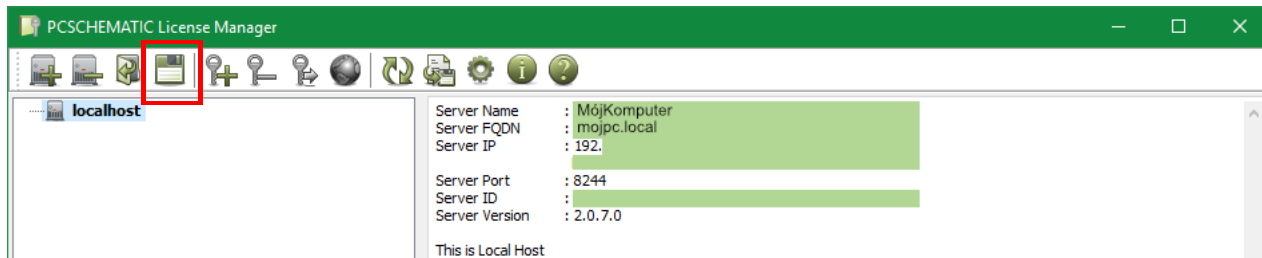 PCSCHEMATIC License Manager
localhost
Server Name : MójKomputer
Server FQDN : mojpc.local
Server IP : 192.
Server Port : 8244
Server ID :
Server Version : 2.0.7.0
This is Local Host